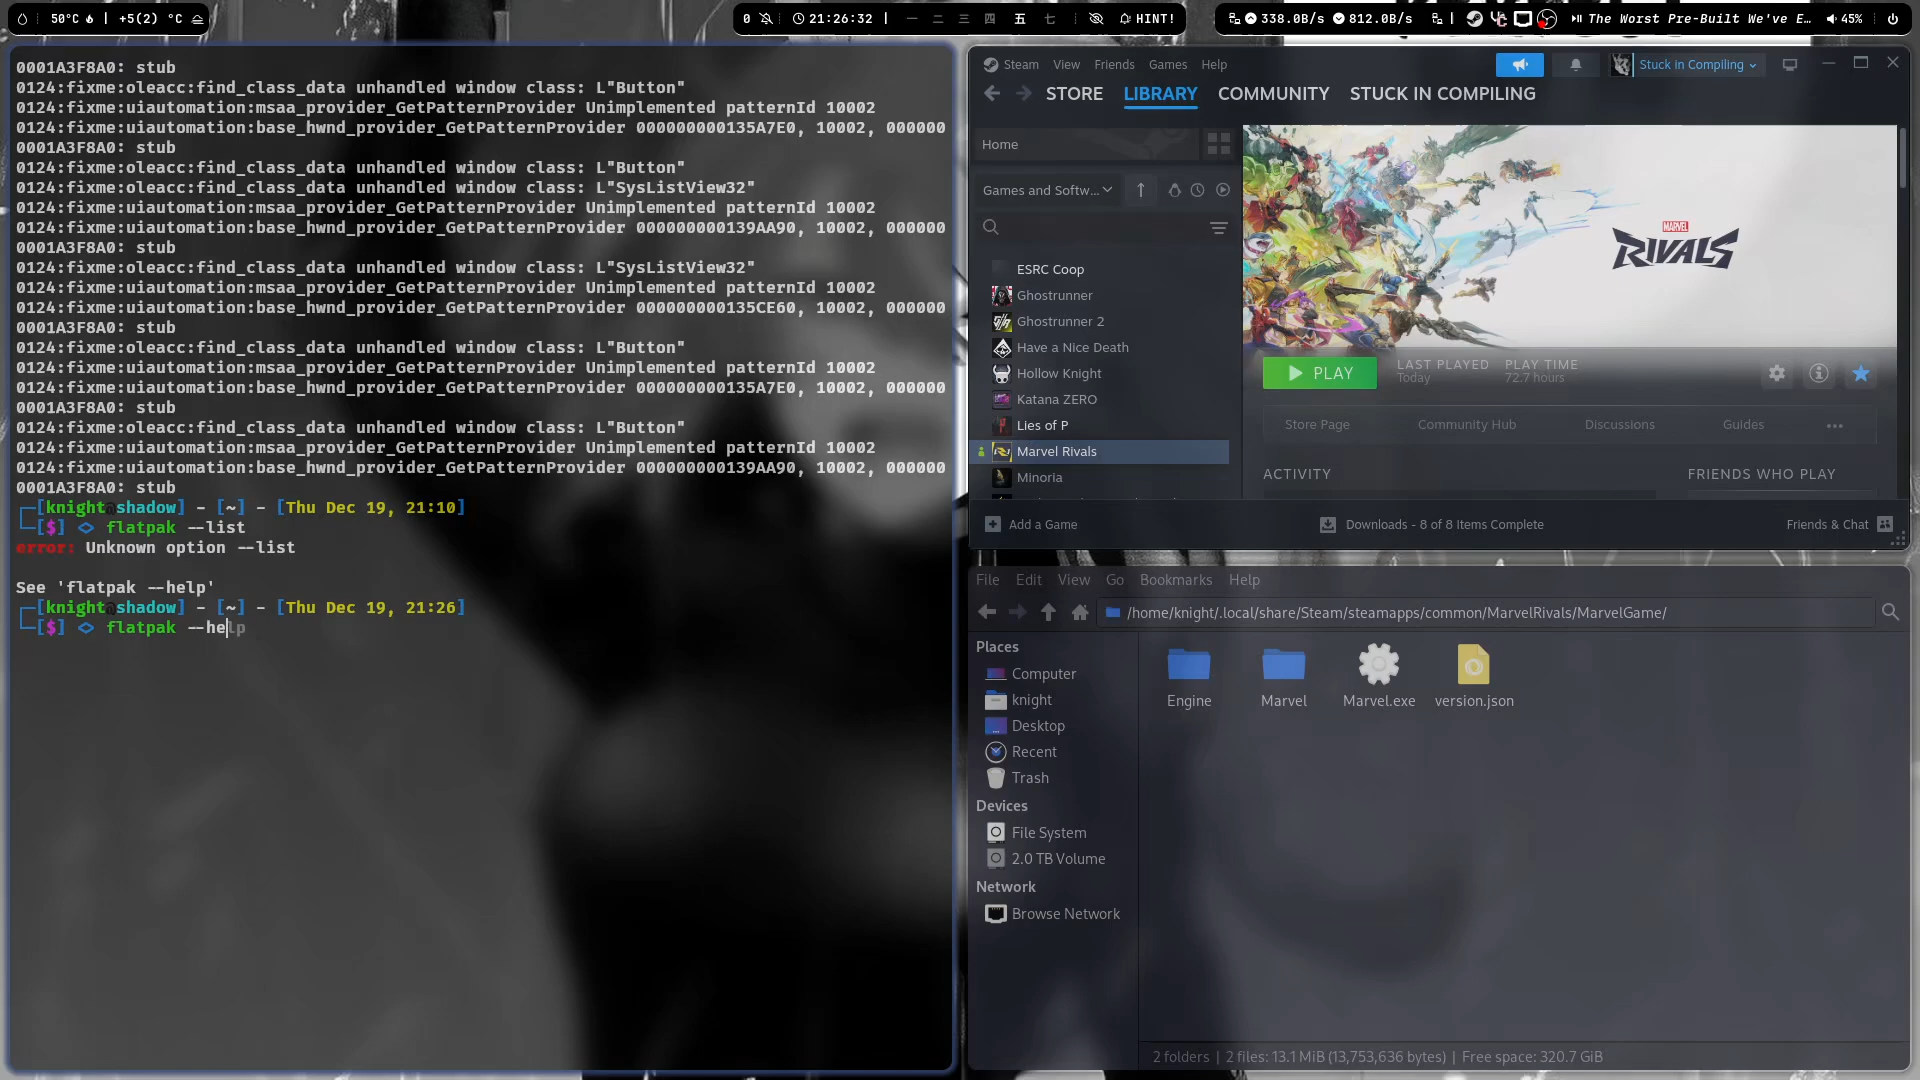 50°C
+5(2) °C
0
21:26:32
一 二 三 四 五 七
HINT!
338.0B/s 812.0B/s
The Worst Pre-Built We've E…
45%
0001A3F8A0: stub
0124:fixme:oleacc:find_class_data unhandled window class: L"Button"
0124:fixme:uiautomation:msaa_provider_GetPatternProvider Unimplemented patternId 10002
0124:fixme:uiautomation:base_hwnd_provider_GetPatternProvider 000000000135A7E0, 10002, 000000
0001A3F8A0: stub
0124:fixme:oleacc:find_class_data unhandled window class: L"Button"
0124:fixme:oleacc:find_class_data unhandled window class: L"SysListView32"
0124:fixme:uiautomation:msaa_provider_GetPatternProvider Unimplemented patternId 10002
0124:fixme:uiautomation:base_hwnd_provider_GetPatternProvider 000000000139AA90, 10002, 000000
0001A3F8A0: stub
0124:fixme:oleacc:find_class_data unhandled window class: L"SysListView32"
0124:fixme:uiautomation:msaa_provider_GetPatternProvider Unimplemented patternId 10002
0124:fixme:uiautomation:base_hwnd_provider_GetPatternProvider 000000000135CE60, 10002, 000000
0001A3F8A0: stub
0124:fixme:oleacc:find_class_data unhandled window class: L"Button"
0124:fixme:uiautomation:msaa_provider_GetPatternProvider Unimplemented patternId 10002
0124:fixme:uiautomation:base_hwnd_provider_GetPatternProvider 000000000135A7E0, 10002, 000000
0001A3F8A0: stub
0124:fixme:oleacc:find_class_data unhandled window class: L"Button"
0124:fixme:uiautomation:msaa_provider_GetPatternProvider Unimplemented patternId 10002
0124:fixme:uiautomation:base_hwnd_provider_GetPatternProvider 000000000139AA90, 10002, 000000
0001A3F8A0: stub
┌─[knight@shadow] - [~] - [Thu Dec 19, 21:10]
└─[$] <> flatpak --list
error: Unknown option --list
See 'flatpak --help'
┌─[knight@shadow] - [~] - [Thu Dec 19, 21:26]
└─[$] <> flatpak --help
Steam View Friends Games Help
Stuck in Compiling
STORE LIBRARY COMMUNITY STUCK IN COMPILING
Home
Games and Softw...
ESRC Coop
Ghostrunner
Ghostrunner 2
Have a Nice Death
Hollow Knight
Katana ZERO
Lies of P
Marvel Rivals
Minoria
MARVEL
RIVALS
PLAY
LAST PLAYED
Today
PLAY TIME
72.7 hours
Store Page Community Hub Discussions Guides
ACTIVITY
FRIENDS WHO PLAY
Add a Game
Downloads - 8 of 8 Items Complete
Friends & Chat
File Edit View Go Bookmarks Help
/home/knight/.local/share/Steam/steamapps/common/MarvelRivals/MarvelGame/
Places
Computer
knight
Desktop
Recent
Trash
Devices
File System
2.0 TB Volume
Network
Browse Network
Engine
Marvel
Marvel.exe
version.json
2 folders | 2 files: 13.1 MiB (13,753,636 bytes) | Free space: 320.7 GiB